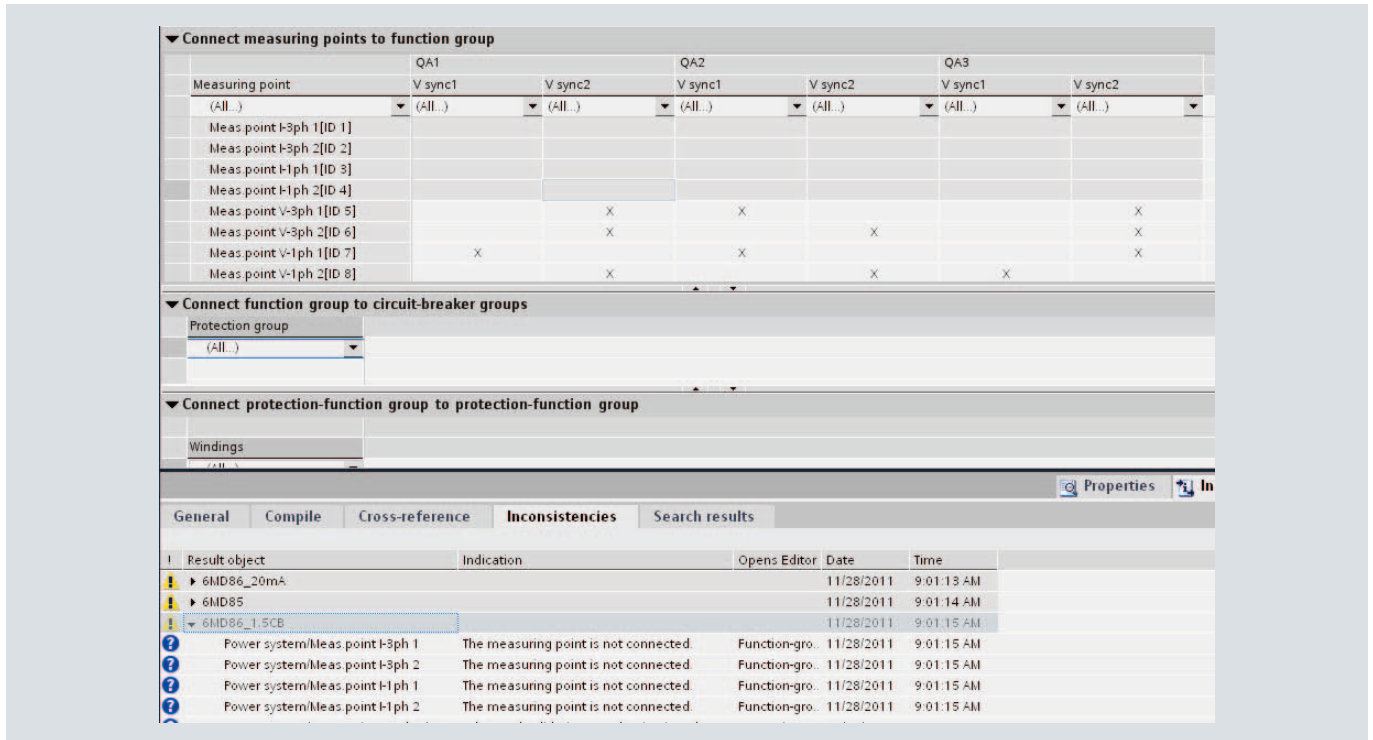 Connect measuring points to function group
QA1 QA2 QA3
Measuring point V sync1 V sync2 V sync1 V sync2 V sync1 V sync2
(All...) (All...) (All...) (All...) (All...) (All...) (All...)
Meas.point I-3ph 1[ID 1]
Meas.point I-3ph 2[ID 2]
Meas.point I-1ph 1[ID 3]
Meas.point I-1ph 2[ID 4]
Meas.point V-3ph 1[ID 5] X X X
Meas.point V-3ph 2[ID 6] X X X
Meas.point V-1ph 1[ID 7] X X X
Meas.point V-1ph 2[ID 8] X X X
Connect function group to circuit-breaker groups
Protection group
(All...)
Connect protection-function group to protection-function group
Windings
Properties In
General Compile Cross-reference Inconsistencies Search results
! Result object Indication Opens Editor Date Time
6MD86_20mA 11/28/2011 9:01:13 AM
6MD85 11/28/2011 9:01:14 AM
6MD86_1.5CB 11/28/2011 9:01:15 AM
Power system/Meas.point I-3ph 1 The measuring point is not connected. Function-gro.. 11/28/2011 9:01:15 AM
Power system/Meas.point I-3ph 2 The measuring point is not connected. Function-gro.. 11/28/2011 9:01:15 AM
Power system/Meas.point I-1ph 1 The measuring point is not connected. Function-gro.. 11/28/2011 9:01:15 AM
Power system/Meas.point I-1ph 2 The measuring point is not connected. Function-gro.. 11/28/2011 9:01:15 AM